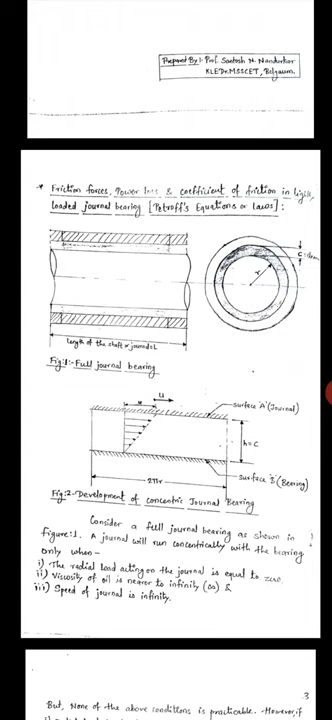 Prepared By :- Prof. Santosh N. Nandurkar
KLE Dr. MSSCET, Belgaum.
* Friction forces, Power loss & coefficient of friction in lightly
loaded journal bearing [Petroff's Equations or Laws] :
r
length of the shaft or journal = L
Fig:1:- Full journal bearing
u
U
surface 'A' (Journal)
h = c
surface 'B' (Bearing)
2πr
Fig:2:- Development of concentric Journal Bearing
Consider a full journal bearing as shown in
figure:1. A journal will run concentrically with the bearing
only when -
i) The radial load acting on the journal is equal to zero.
ii) Viscosity of oil is nearer to infinity (∞) &
iii) Speed of journal is infinity.
3
But, None of the above conditions is practicable. However, if